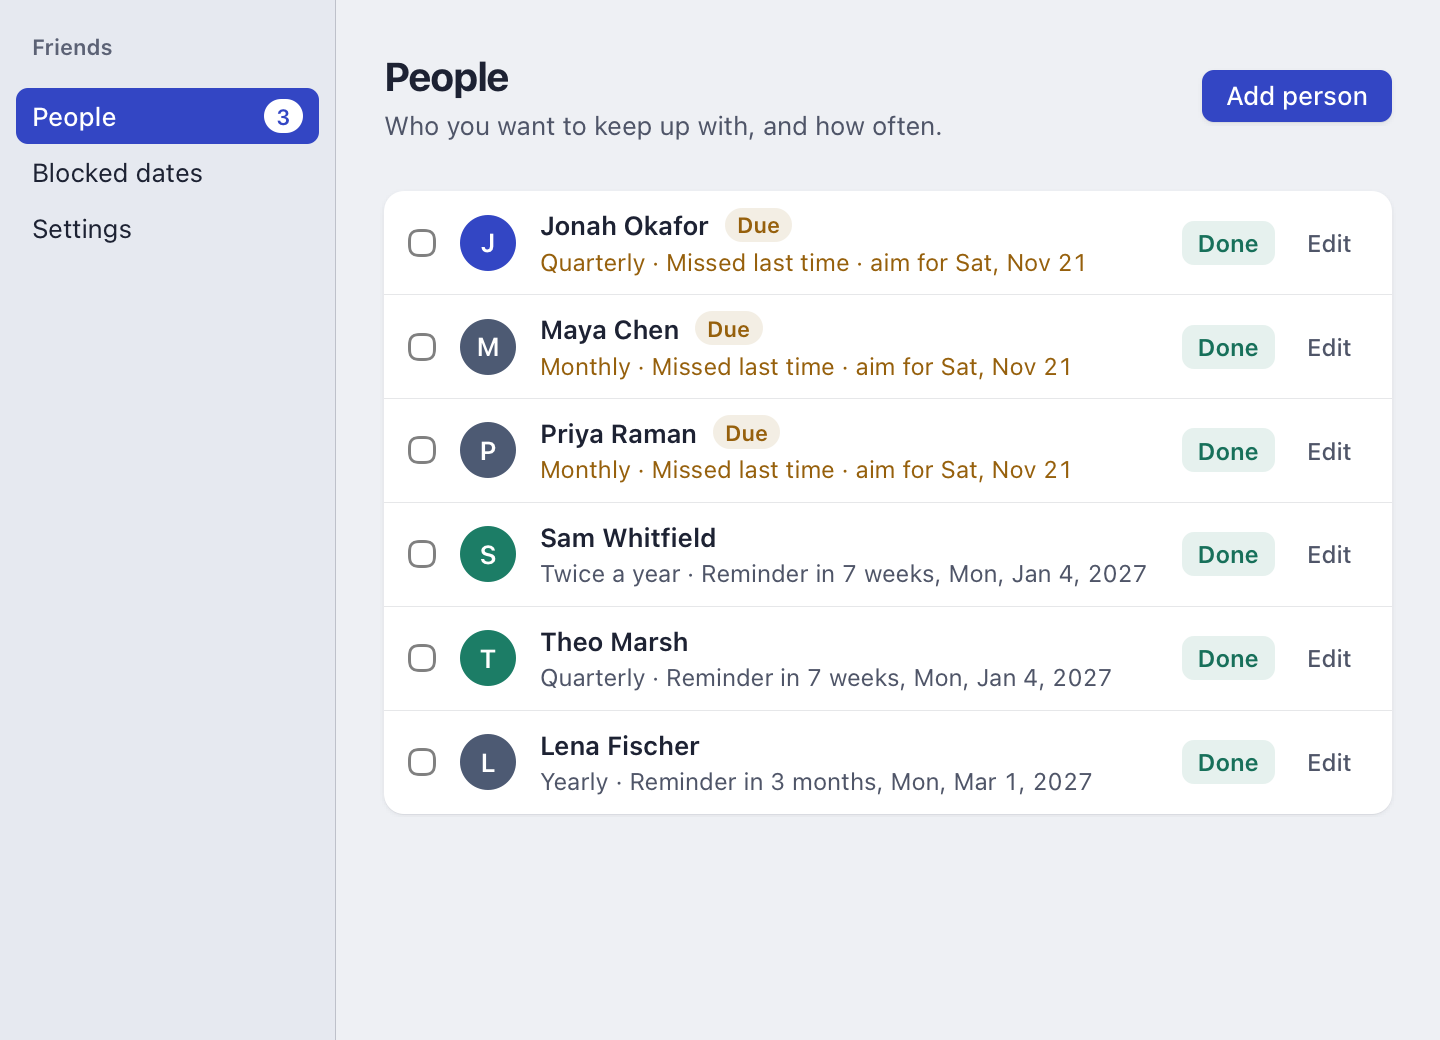 Friends
People 3
Blocked dates
Settings
People
Who you want to keep up with, and how often.
Add person
J Jonah Okafor Due
Quarterly · Missed last time · aim for Sat, Nov 21
Done Edit
M Maya Chen Due
Monthly · Missed last time · aim for Sat, Nov 21
Done Edit
P Priya Raman Due
Monthly · Missed last time · aim for Sat, Nov 21
Done Edit
S Sam Whitfield
Twice a year · Reminder in 7 weeks, Mon, Jan 4, 2027
Done Edit
T Theo Marsh
Quarterly · Reminder in 7 weeks, Mon, Jan 4, 2027
Done Edit
L Lena Fischer
Yearly · Reminder in 3 months, Mon, Mar 1, 2027
Done Edit